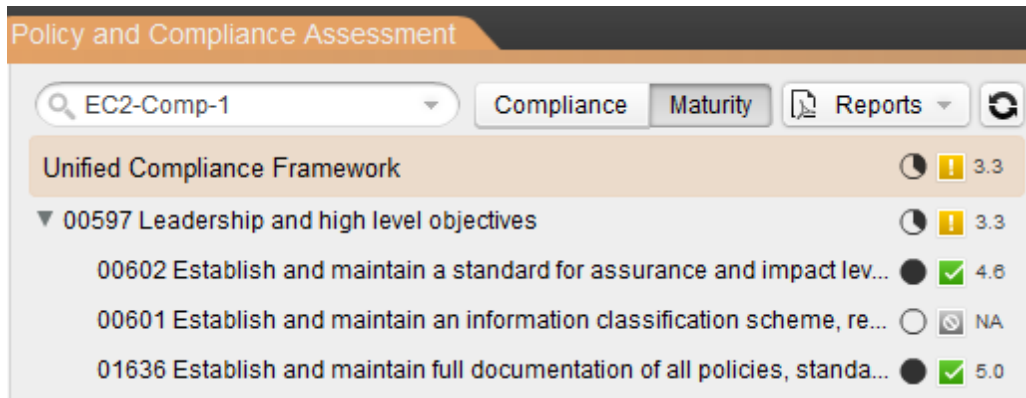 Policy and Compliance Assessment
EC2-Comp-1 Compliance Maturity Reports
Unified Compliance Framework 3.3
00597 Leadership and high level objectives 3.3
00602 Establish and maintain a standard for assurance and impact lev... 4.6
00601 Establish and maintain an information classification scheme, re... NA
01636 Establish and maintain full documentation of all policies, standa... 5.0